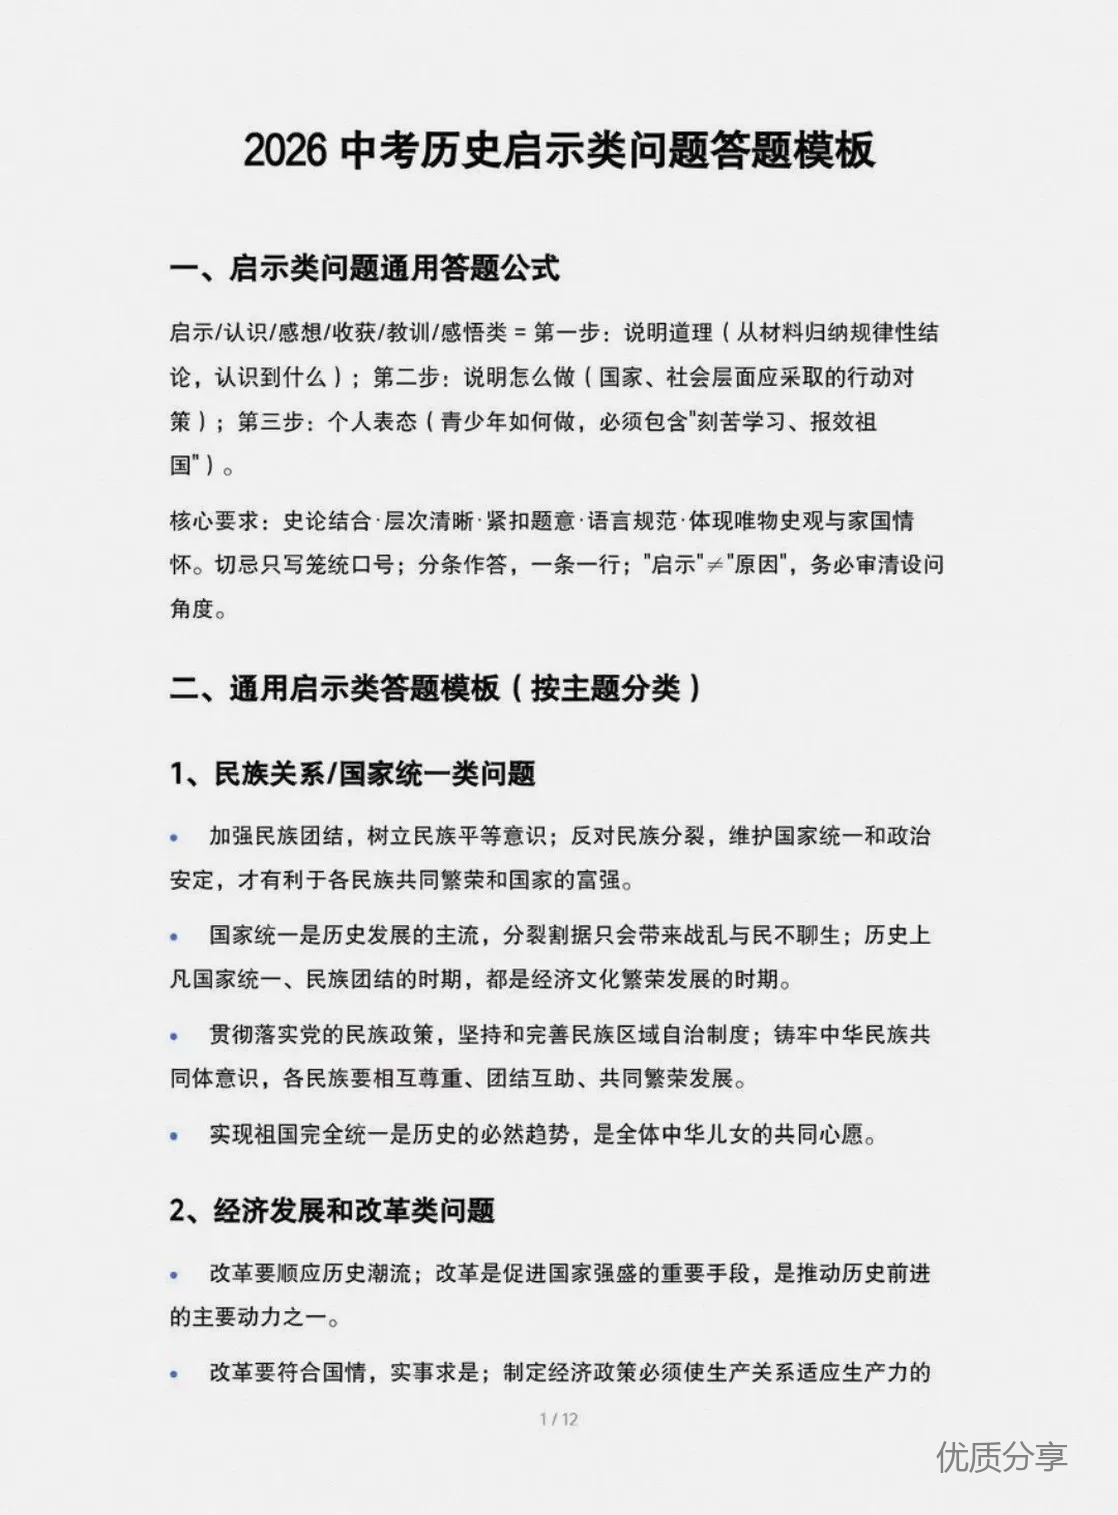 2026 中考历史启示类问题答题模板
一、启示类问题通用答题公式
启示/认识/感想/收获/教训/感悟类 = 第一步：说明道理（从材料归纳规律性结
论，认识到什么）；第二步：说明怎么做（国家、社会层面应采取的行动对
策）；第三步：个人表态（青少年如何做，必须包含"刻苦学习、报效祖
国"）。
核心要求：史论结合·层次清晰·紧扣题意·语言规范·体现唯物史观与家国情
怀。切忌只写笼统口号；分条作答，一条一行；"启示"≠"原因"，务必审清设问
角度。
二、通用启示类答题模板（按主题分类）
1、民族关系/国家统一类问题
• 加强民族团结，树立民族平等意识；反对民族分裂，维护国家统一和政治
安定，才有利于各民族共同繁荣和国家的富强。
• 国家统一是历史发展的主流，分裂割据只会带来战乱与民不聊生；历史上
凡国家统一、民族团结的时期，都是经济文化繁荣发展的时期。
• 贯彻落实党的民族政策，坚持和完善民族区域自治制度；铸牢中华民族共
同体意识，各民族要相互尊重、团结互助、共同繁荣发展。
• 实现祖国完全统一是历史的必然趋势，是全体中华儿女的共同心愿。
2、经济发展和改革类问题
• 改革要顺应历史潮流；改革是促进国家强盛的重要手段，是推动历史前进
的主要动力之一。
• 改革要符合国情，实事求是；制定经济政策必须使生产关系适应生产力的
1 / 12
优质分享